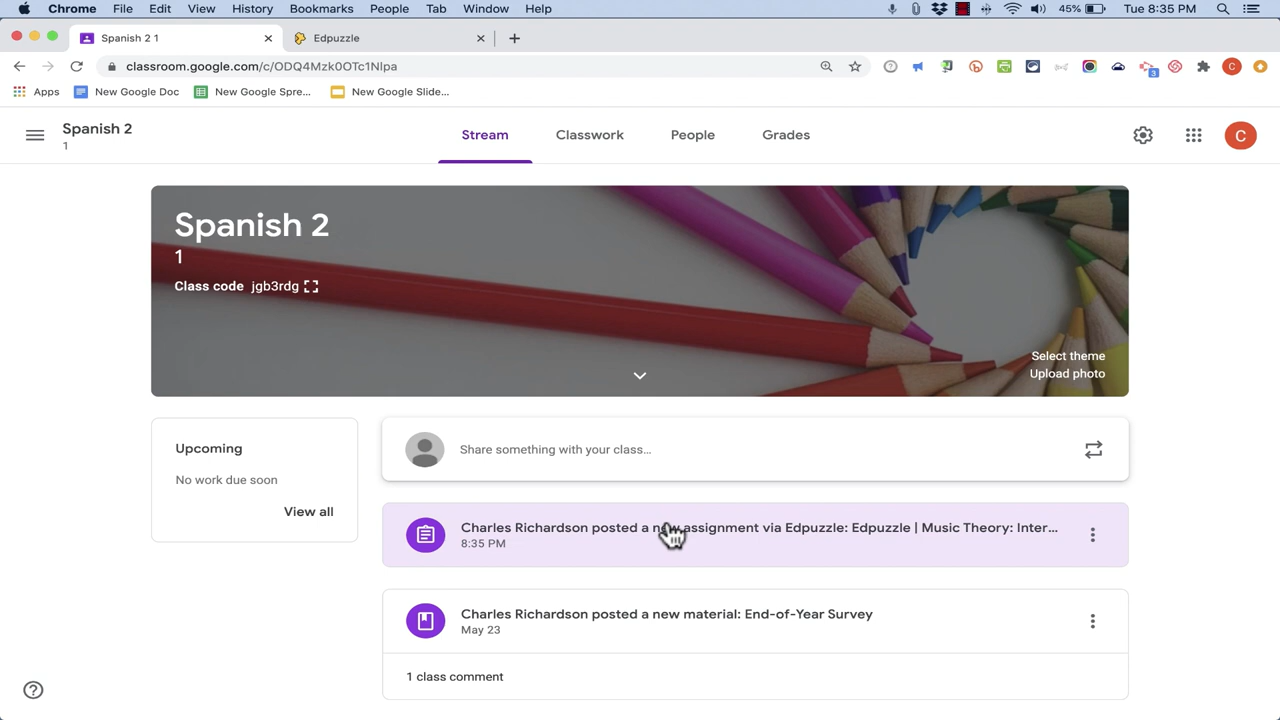 Chrome File Edit View History Bookmarks People Tab Window Help 45% Tue 8:35 PM
Spanish 2 1 Edpuzzle
classroom.google.com/c/ODQ4Mzk0OTc1NIpa 3 C
Apps New Google Doc New Google Spre... New Google Slide...
Spanish 2
1
Stream Classwork People Grades
C
Spanish 2
1
Class code jgb3rdg
Select theme
Upload photo
Upcoming
No work due soon
View all
Share something with your class...
Charles Richardson posted a assignment via Edpuzzle: Edpuzzle | Music Theory: Inter...
8:35 PM
Charles Richardson posted a new material: End-of-Year Survey
May 23
1 class comment